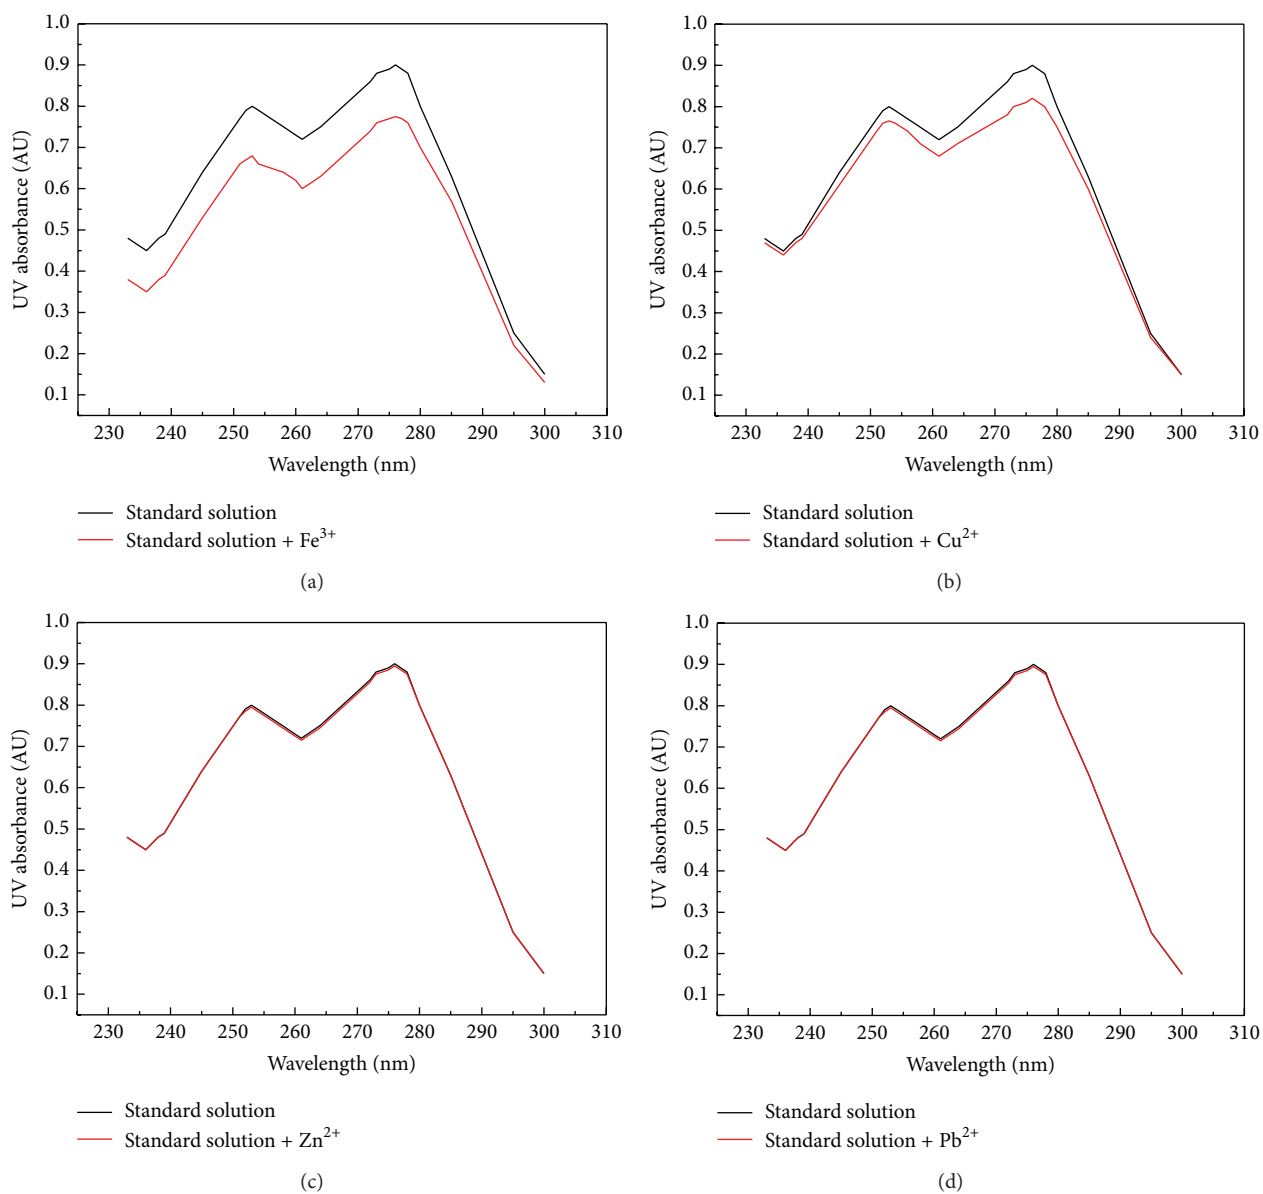 1.0
0.9
0.8
0.7
0.6
0.5
0.4
0.3
0.2
0.1
UV absorbance (AU)
230 240 250 260 270 280 290 300 310
Wavelength (nm)
Standard solution
Standard solution + Fe³⁺
(a)
1.0
0.9
0.8
0.7
0.6
0.5
0.4
0.3
0.2
0.1
UV absorbance (AU)
230 240 250 260 270 280 290 300 310
Wavelength (nm)
Standard solution
Standard solution + Cu²⁺
(b)
1.0
0.9
0.8
0.7
0.6
0.5
0.4
0.3
0.2
0.1
UV absorbance (AU)
230 240 250 260 270 280 290 300 310
Wavelength (nm)
Standard solution
Standard solution + Zn²⁺
(c)
1.0
0.9
0.8
0.7
0.6
0.5
0.4
0.3
0.2
0.1
UV absorbance (AU)
230 240 250 260 270 280 290 300 310
Wavelength (nm)
Standard solution
Standard solution + Pb²⁺
(d)